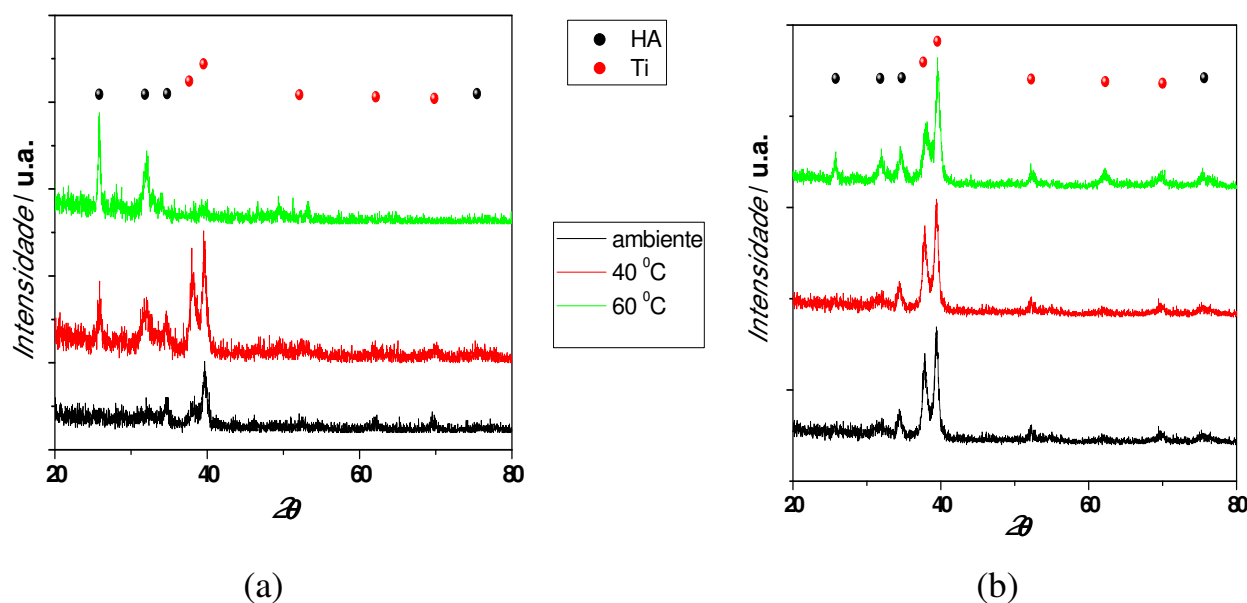 Intensidade / u.a.
20 40 60 80
2θ
(a)
HA
Ti
ambiente
40 ⁰C
60 ⁰C
Intensidade / u.a.
20 40 60 80
2θ
(b)